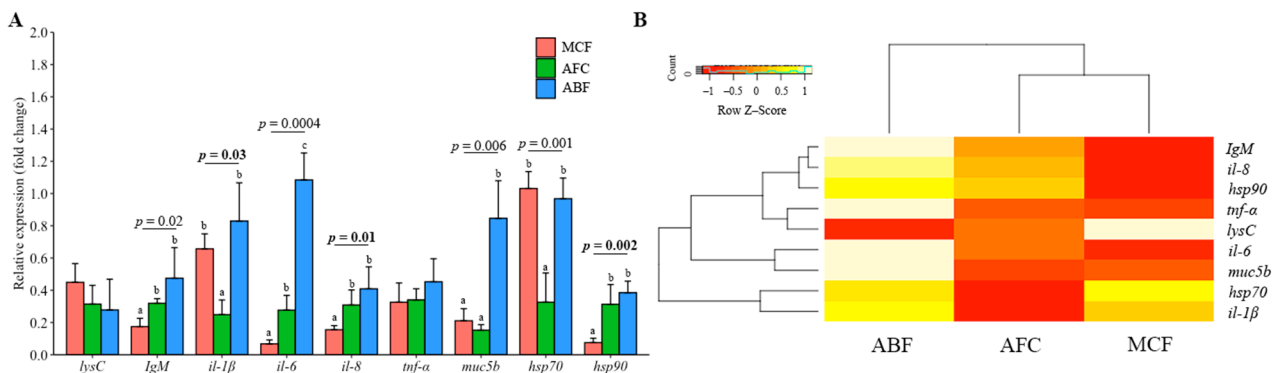 A
B
Relative expression (fold change)
2.0
1.8
1.6
1.4
1.2
1.0
0.8
0.6
0.4
0.2
0.0
MCF
AFC
ABF
p = 0.02
p = 0.03
p = 0.0004
p = 0.01
p = 0.006
p = 0.001
p = 0.002
a b b
b a b
a b c
a b b
a a b
b a b
a b b
lysC IgM il-1β il-6 il-8 tnf-α muc5b hsp70 hsp90
Count
0
−1 −0.5 0 0.5 1
Row Z−Score
IgM
il-8
hsp90
tnf-α
lysC
il-6
muc5b
hsp70
il-1β
ABF AFC MCF